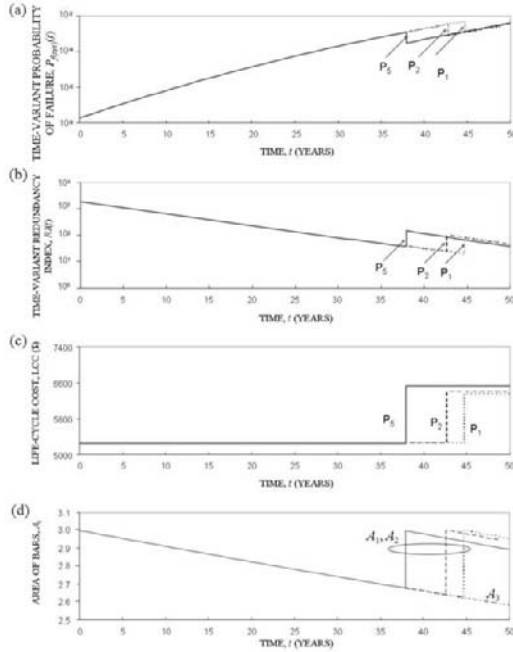 (a)
TIME-VARIANT PROBABILITY
OF FAILURE,
P5
P2
P1
0 5 10 15 20 25 30 35 40 45 50
TIME, t (YEARS)
(b)
TIME-VARIANT REDUNDANCY
INDEX,
P5
P2
P1
0 5 10 15 20 25 30 35 40 45 50
TIME, t (YEARS)
(c)
LIFE-CYCLE COST, LCC ($)
7400
6600
5800
5000
P5
P2
P1
0 5 10 15 20 25 30 35 40 45 50
TIME, t (YEARS)
(d)
AREA OF BARS, Ai
3.0
2.9
2.8
2.7
2.6
2.5
A1, A2
A3
0 5 10 15 20 25 30 35 40 45 50
TIME, t (YEARS)